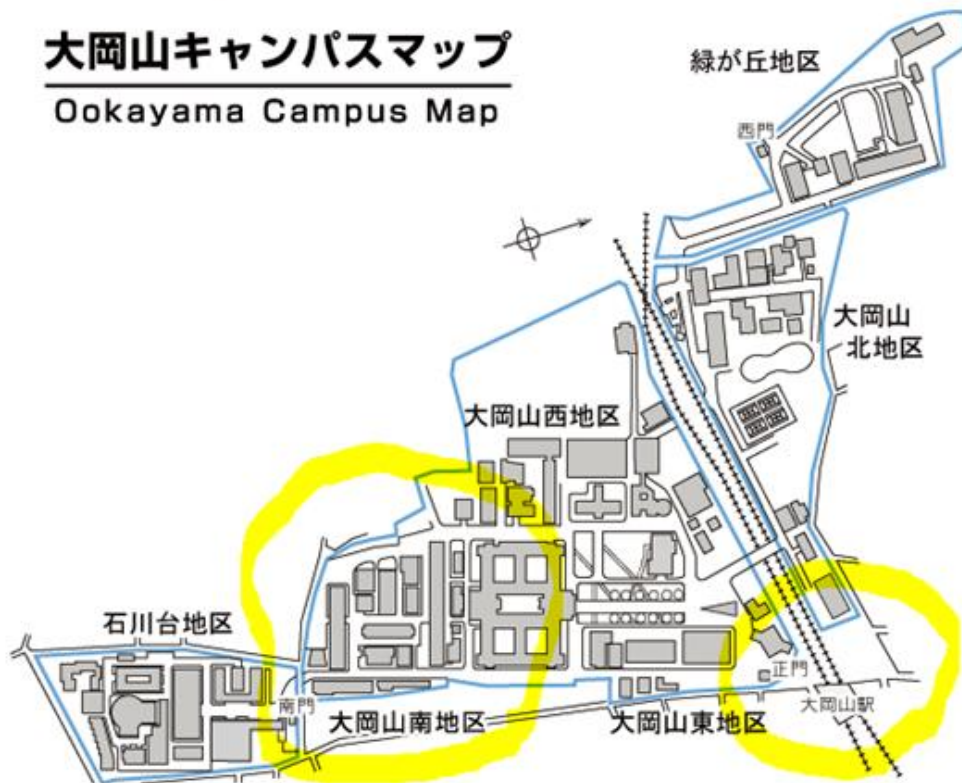 大岡山キャンパスマップ
Ookayama Campus Map
緑が丘地区
西門
大岡山
北地区
大岡山西地区
石川台地区
南門
大岡山南地区
大岡山東地区
正門
大岡山駅